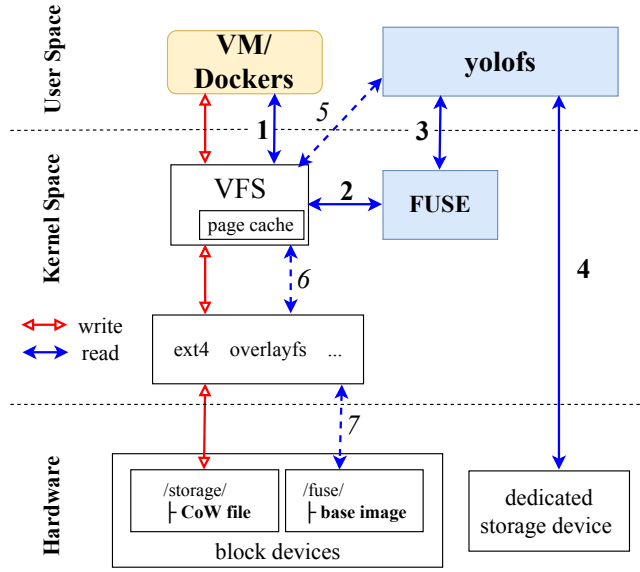 User Space
VM/
Dockers
yolofs
1
5
3
Kernel Space
VFS
page cache
2
FUSE
6
4
write
read
ext4 overlayfs ...
7
Hardware
/storage/
├ CoW file
/fuse/
├ base image
block devices
dedicated
storage device